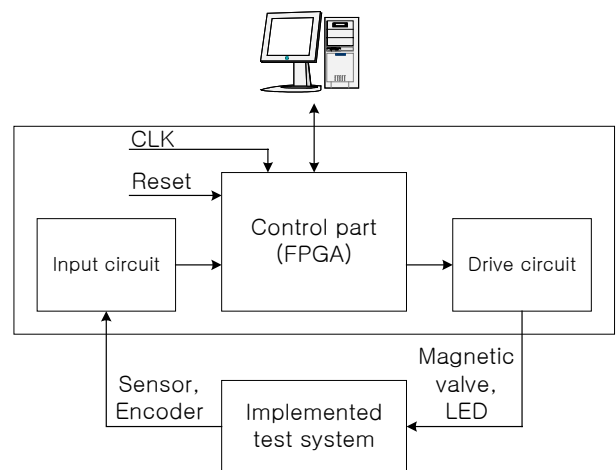 CLK
Reset
Control part
(FPGA)
Input circuit
Drive circuit
Sensor,
Encoder
Magnetic
valve,
LED
Implemented
test system